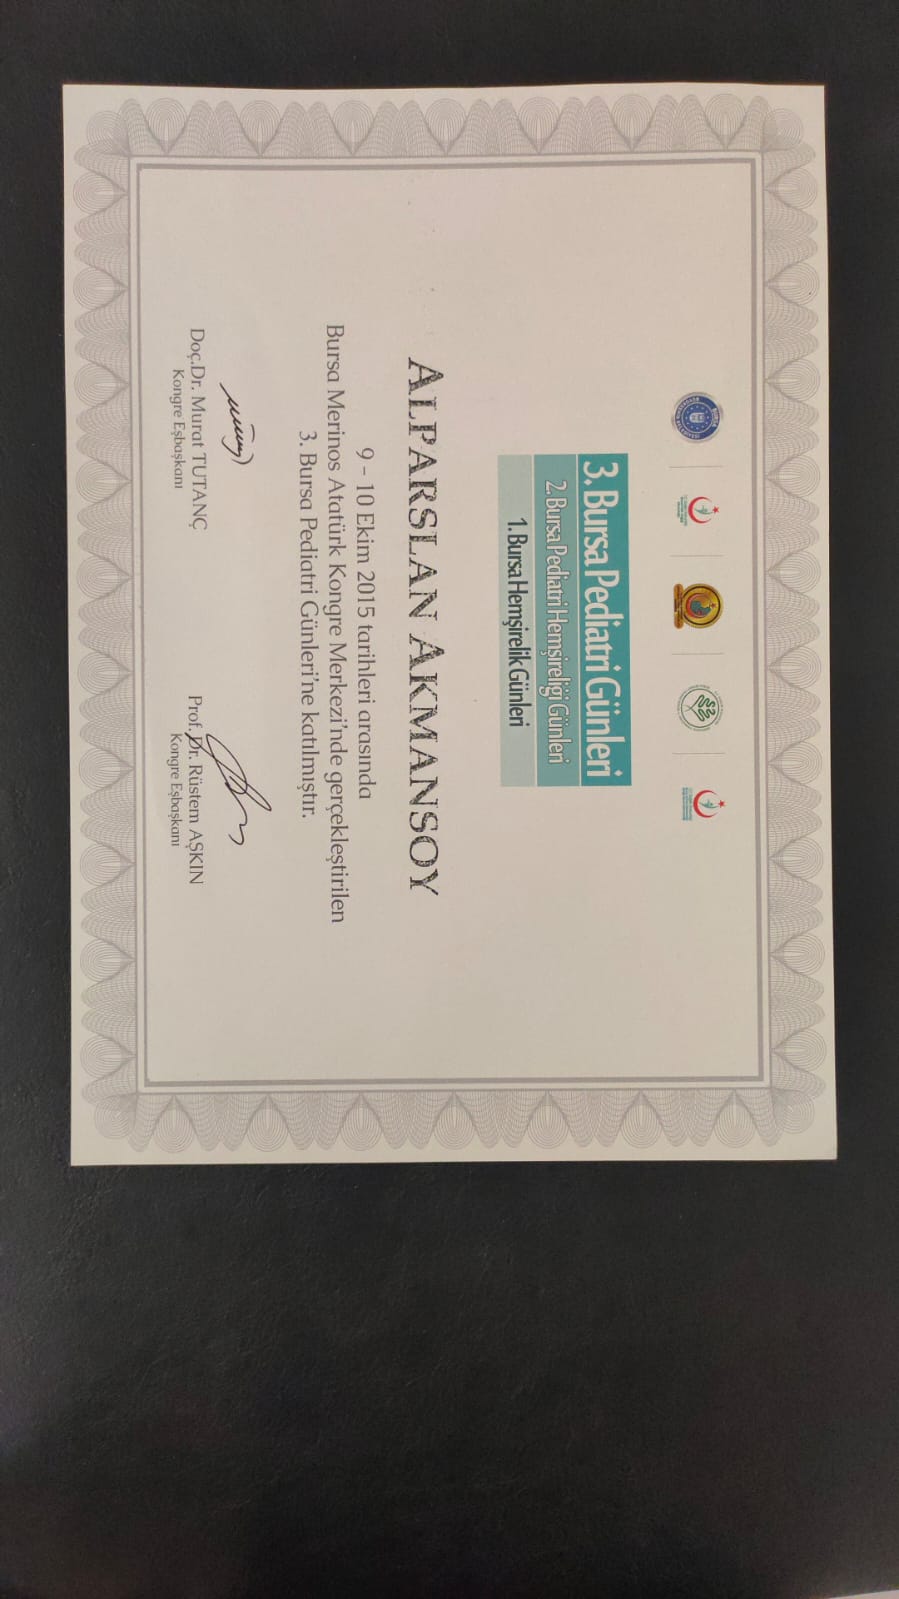 3. Bursa Pediatri Günleri
2. Bursa Pediatri Hemşireliği Günleri
1. Bursa Hemşirelik Günleri
ALPARSLAN AKMANSOY
9 – 10 Ekim 2015 tarihleri arasında
Bursa Merinos Atatürk Kongre Merkezi'nde gerçekleştirilen
3. Bursa Pediatri Günleri'ne katılmıştır.
Doç.Dr. Murat TUTANÇ
Kongre Eşbaşkanı
Prof. Dr. Rüstem AŞKIN
Kongre Eşbaşkanı